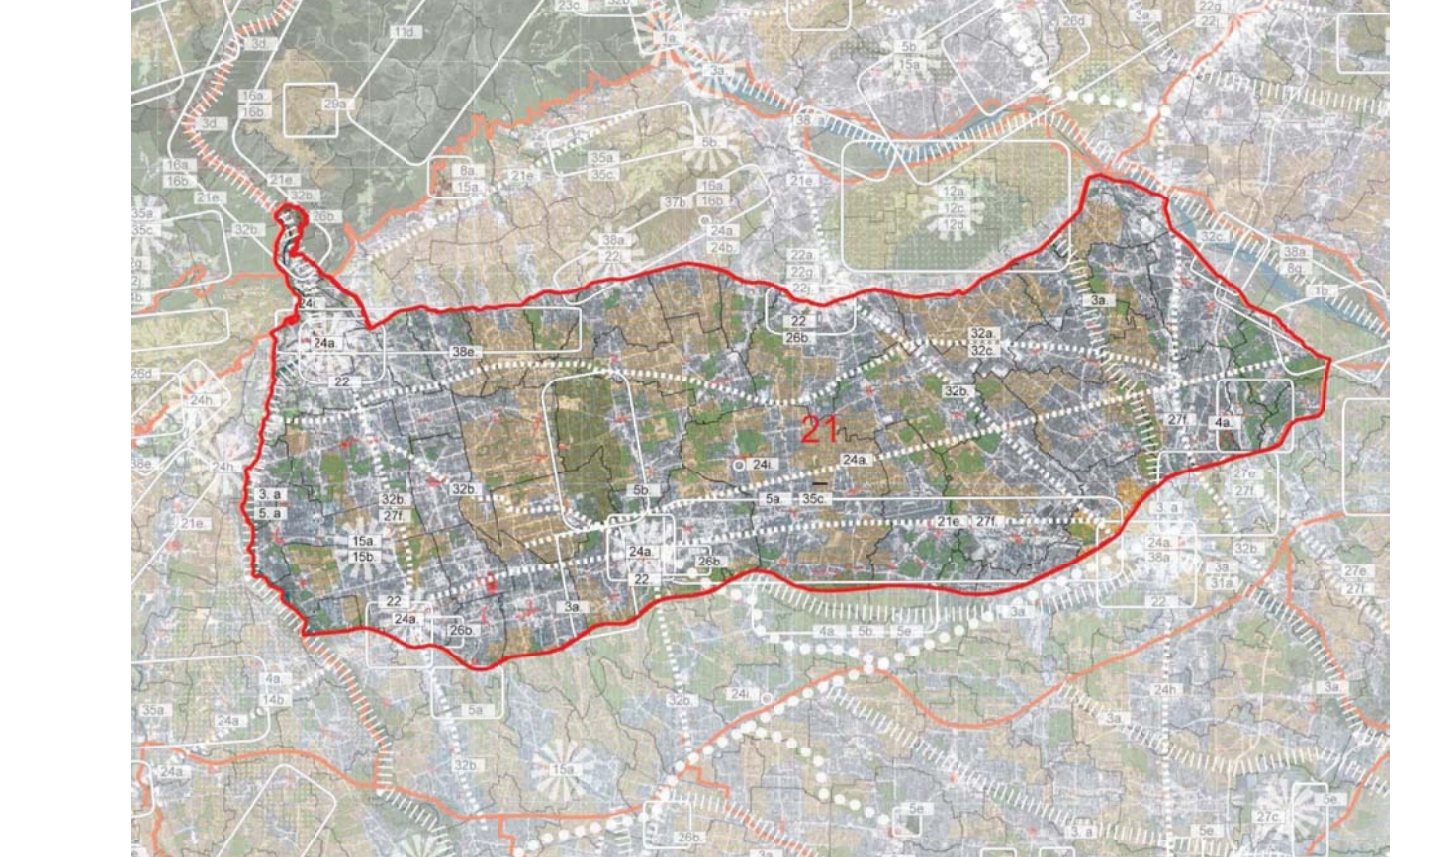 23c.
32b.
1a.
3d.
11d.
3a.
5b
15a
26d.
3a.
22g.
22j.
16a
16b.
29a.
3d.
38.a
5b.
16a
16b
21e.
8a.
15a.
21e
35a.
35c.
21e
12a
12c
12d
21e.
32b
26b
37b
16a
16b
24a
24b.
35a
35c.
32b
38a
22j
22a
22g
22j
32c
38a
8g
1b
24i.
24a.
22
26b.
3a.
32a.
32c.
38e.
26d.
22
24h
32b.
27f.
4a.
21
24h
38e.
24i
24a.
27e
27f.
3. a
5. a
32b.
27f.
32b.
5b.
5a.
35c.
3. a
21e.
21e
27f.
15a.
15b.
24a.
22
26b.
24a.
38a
32b
3a.
31a
27e
27f.
22
24a.
26b.
3a.
22.
3a
4a
5b.
5e
4a.
14b
35a
24a
5a
24i
32b.
24h
3a.
3a.
24a.
32b
15a
5e
27c
5e.
26b.
3. a
5e.
3a